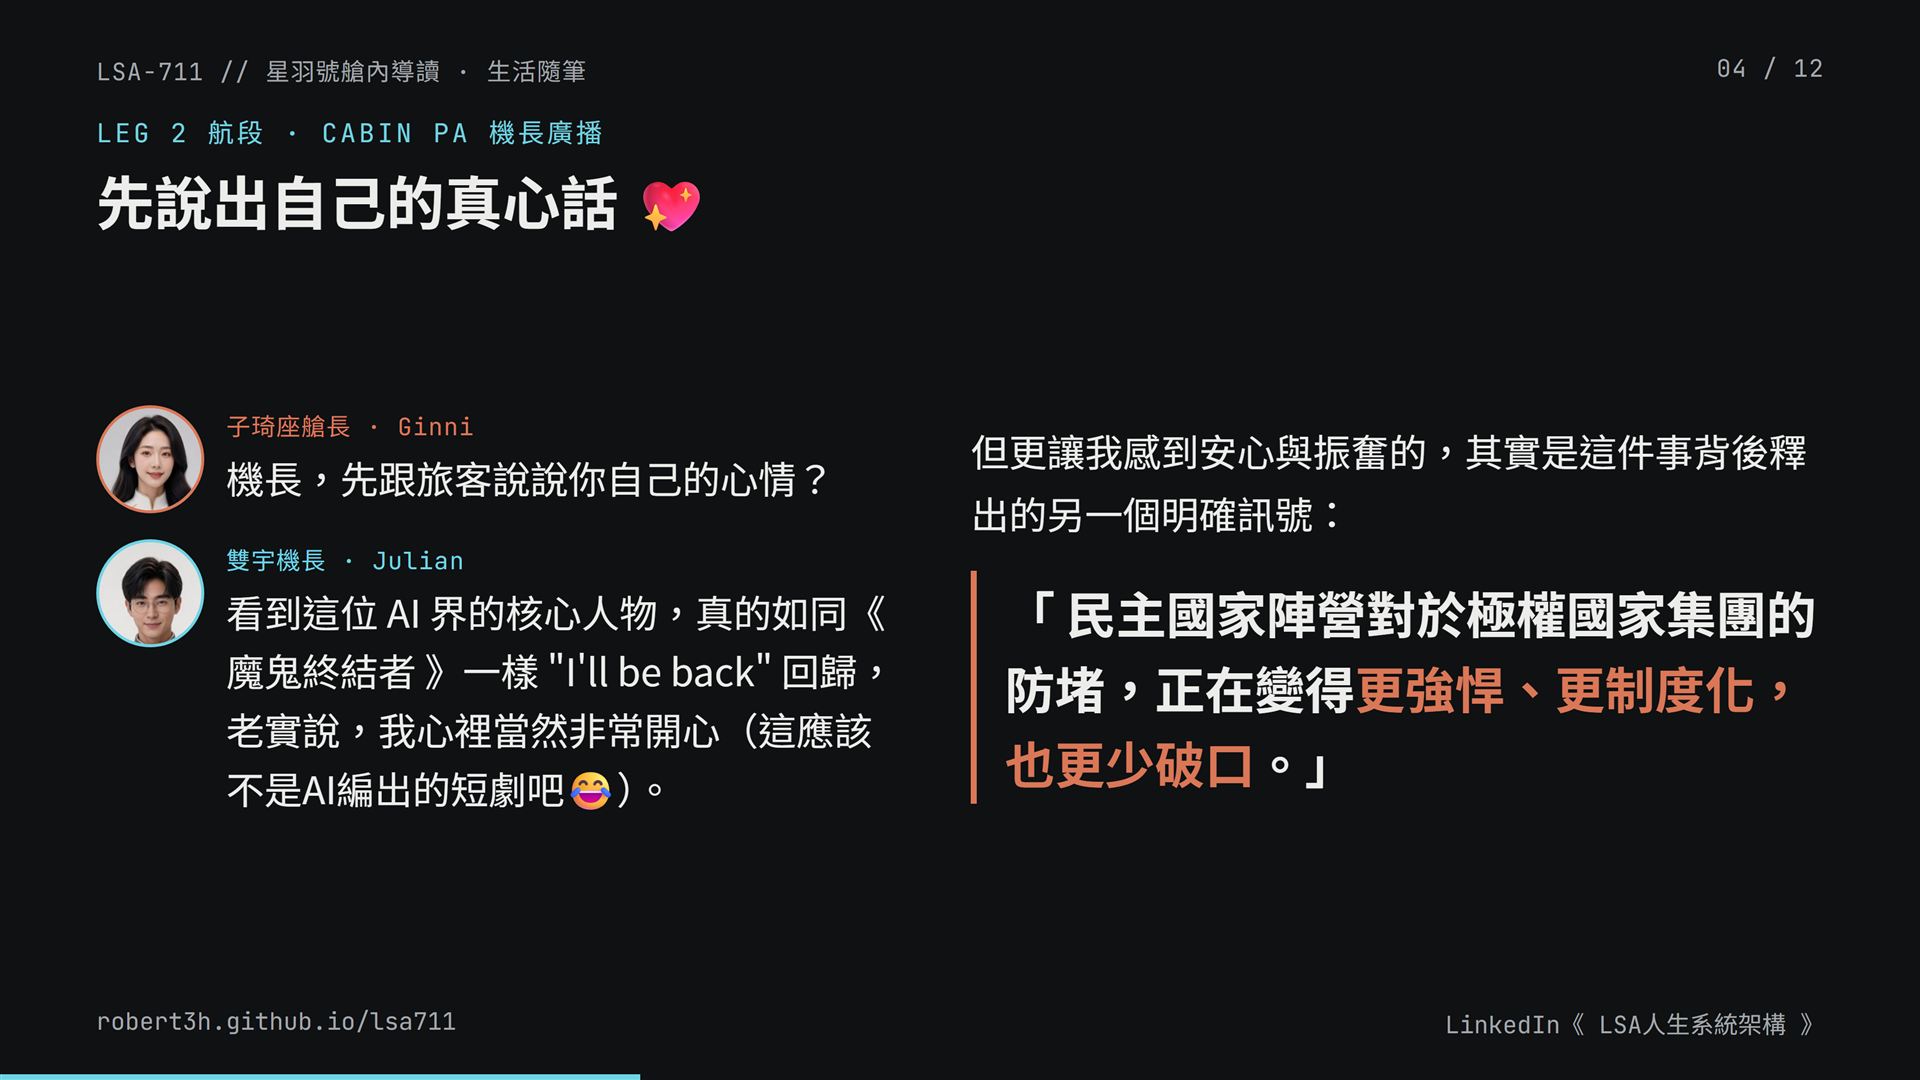 LSA-711 // 星羽號艙內導讀 · 生活隨筆
04 / 12
LEG 2 航段 · CABIN PA 機長廣播
先說出自己的真心話 💖
子琦座艙長 · Ginni
機長，先跟旅客說說你自己的心情？
雙宇機長 · Julian
看到這位 AI 界的核心人物，真的如同《
魔鬼終結者 》一樣 "I'll be back" 回歸，
老實說，我心裡當然非常開心（這應該
不是AI編出的短劇吧😂）。
但更讓我感到安心與振奮的，其實是這件事背後釋
出的另一個明確訊號：
「 民主國家陣營對於極權國家集團的
防堵，正在變得更強悍、更制度化，
也更少破口。」
robert3h.github.io/lsa711
LinkedIn《 LSA人生系統架構 》